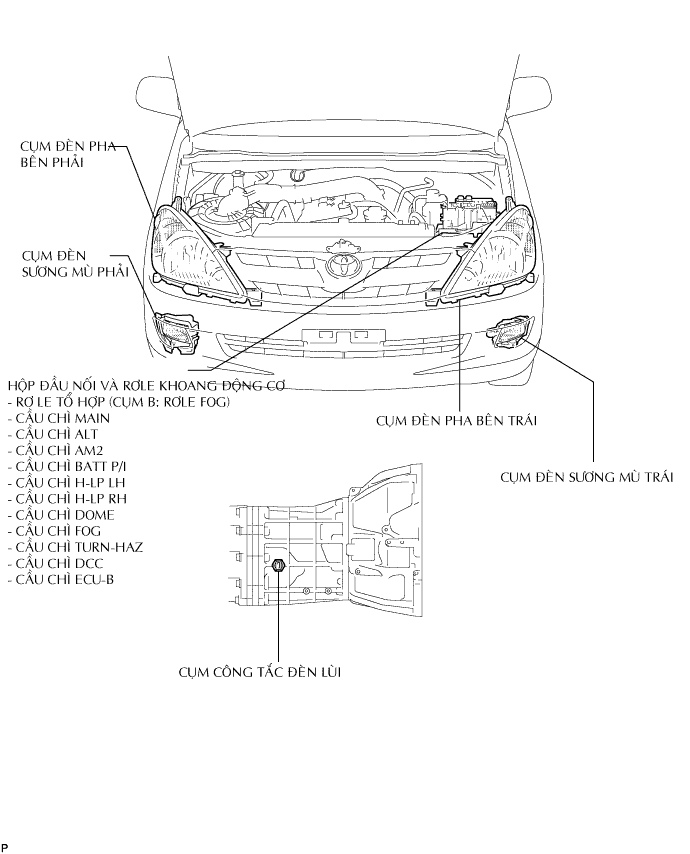 CỤM ĐÈN PHA
BÊN PHẢI
CỤM ĐÈN
SƯƠNG MÙ PHẢI
HỘP ĐẦU NỐI VÀ RƠLE KHOANG ĐỘNG CƠ
- RƠ LE TỔ HỢP (CỤM B: RƠLE FOG)
- CẦU CHÌ MAIN
- CẦU CHÌ ALT
- CẦU CHÌ AM2
- CẦU CHÌ BATT P/I
- CẦU CHÌ H-LP LH
- CẦU CHÌ H-LP RH
- CẦU CHÌ DOME
- CẦU CHÌ FOG
- CẦU CHÌ TURN-HAZ
- CẦU CHÌ DCC
- CẦU CHÌ ECU-B
CỤM ĐÈN PHA BÊN TRÁI
CỤM ĐÈN SƯƠNG MÙ TRÁI
CỤM CÔNG TẮC ĐÈN LÙI
P